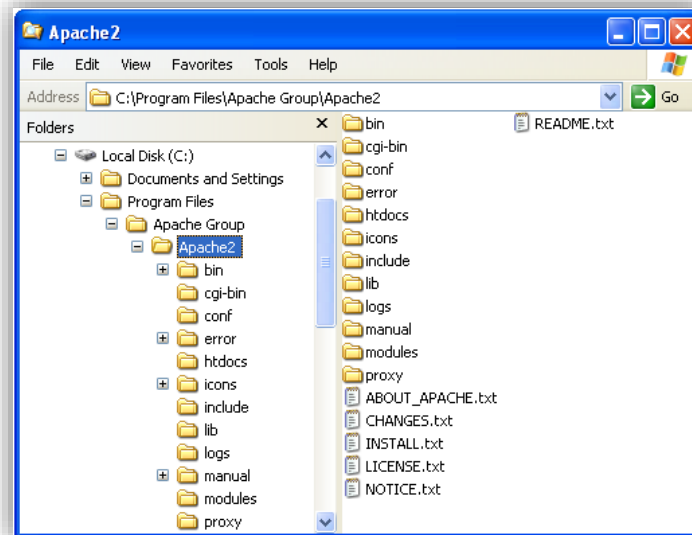 Apache2
File Edit View Favorites Tools Help
Address C:\Program Files\Apache Group\Apache2 Go
Folders
Local Disk (C:)
Documents and Settings
Program Files
Apache Group
Apache2
bin
cgi-bin
conf
error
htdocs
icons
include
lib
logs
manual
modules
proxy
bin
cgi-bin
conf
error
htdocs
icons
include
lib
logs
manual
modules
proxy
ABOUT_APACHE.txt
CHANGES.txt
INSTALL.txt
LICENSE.txt
NOTICE.txt
README.txt